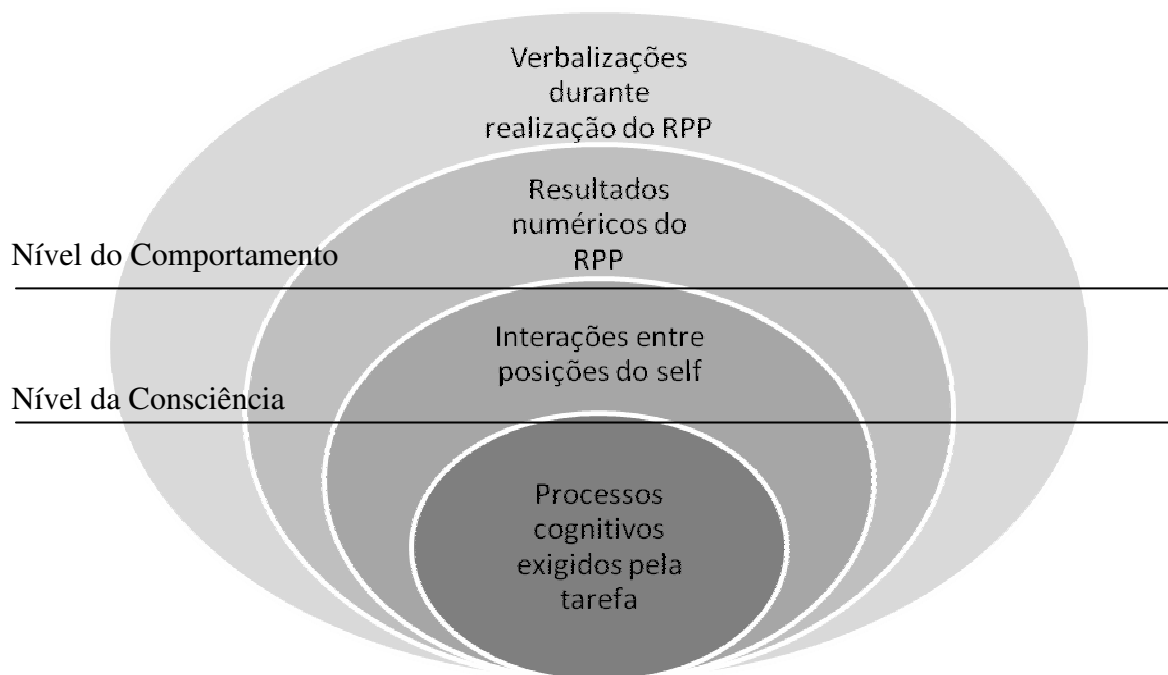 Verbalizações
durante
realização do RPP
Resultados
numéricos do
RPP
Nível do Comportamento
Interações entre
posições do self
Nível da Consciência
Processos
cognitivos
exigidos pela
tarefa